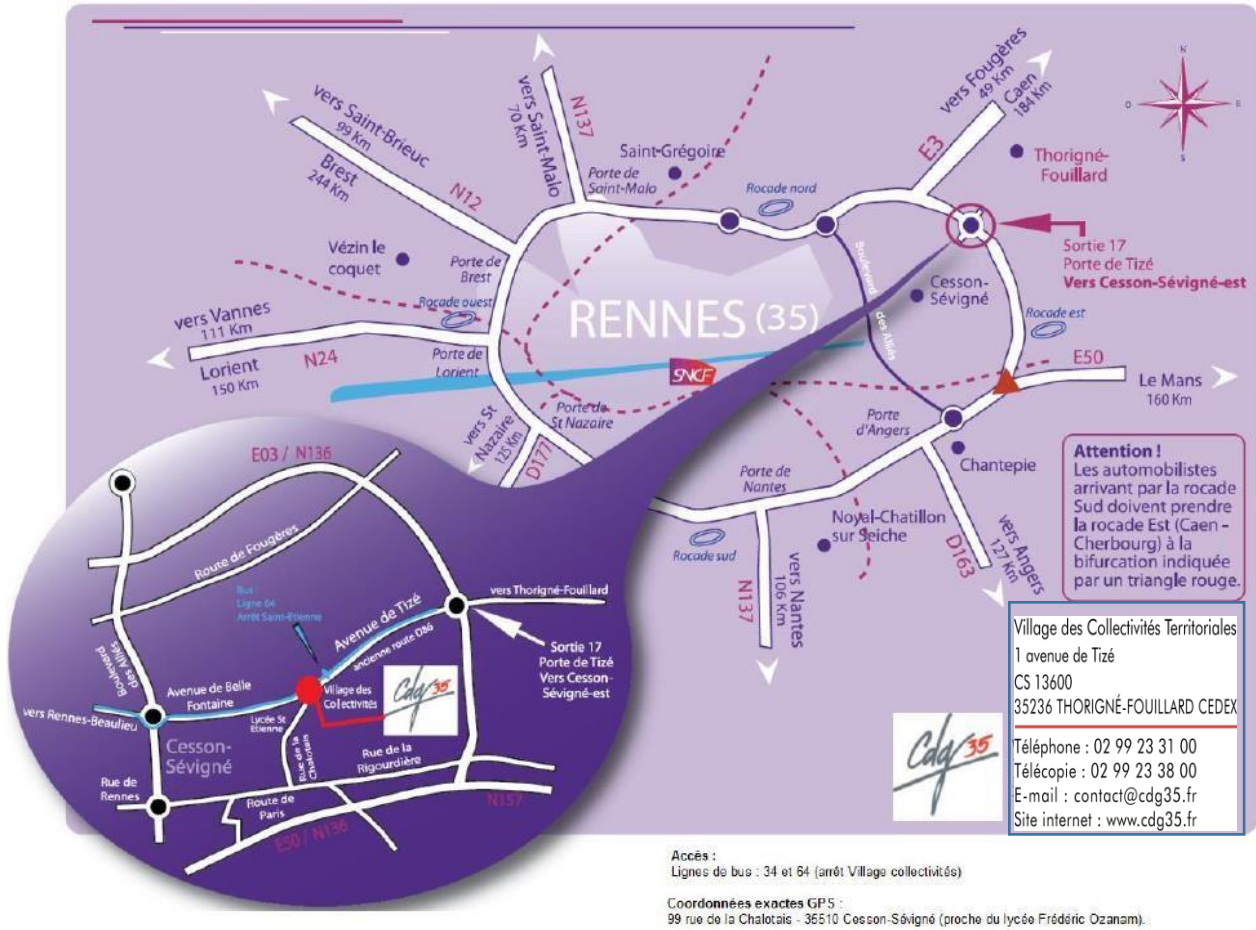 vers Saint-Brieuc
99 Km
Brest
244 Km
N12
vers Saint-Malo
70 Km
N137
Porte de
Saint-Malo
Saint-Grégoire
Rocade nord
vers Fougères
49 Km
Caen
184 Km
E3
Thorigné-
Fouillard
N
O
E
S
Sortie 17
Porte de Tizé
Vers Cesson-Sévigné-est
Vézin le
coquet
Porte de
Brest
Rocade ouest
RENNES (35)
Boulevard des Alliés
Cesson-
Sévigné
Rocade est
vers Vannes
111 Km
Lorient
150 Km
N24
Porte de
Lorient
SNCF
E50
Le Mans
160 Km
vers St
Nazaire
125 Km
D177
Porte de
St Nazaire
Porte
d'Angers
Chantepie
Porte de
Nantes
Noyal-Chatillon
sur Seiche
Rocade sud
N137
vers Nantes
106 Km
D163
vers Angers
127 Km
Attention !
Les automobilistes
arrivant par la rocade
Sud doivent prendre
la rocade Est (Caen -
Cherbourg) à la
bifurcation indiquée
par un triangle rouge.
E03 / N136
Route de Fougères
Bus :
Ligne 64
Arrêt Saint-Etienne
Avenue de Tizé
ancienne route D86
vers Thorigné-Fouillard
Sortie 17
Porte de Tizé
Vers Cesson-
Sévigné-est
Boulevard
des Alliés
Avenue de Belle
Fontaine
Village des
Collectivités
Cdg 35
vers Rennes-Beaulieu
Lycée St
Etienne
Cesson-
Sévigné
Rue de la
Chalotais
Rue de la
Rigourdière
Rue de
Rennes
Route de
Paris
N157
E50 / N136
Cdg 35
Village des Collectivités Territoriales
1 avenue de Tizé
CS 13600
35236 THORIGNÉ-FOUILLARD CEDEX
Téléphone : 02 99 23 31 00
Télécopie : 02 99 23 38 00
E-mail : contact@cdg35.fr
Site internet : www.cdg35.fr
Accès :
Lignes de bus : 34 et 64 (arrêt Village collectivités)
Coordonnées exactes GPS :
99 rue de la Chalotais - 35510 Cesson-Sévigné (proche du lycée Frédéric Ozanam).